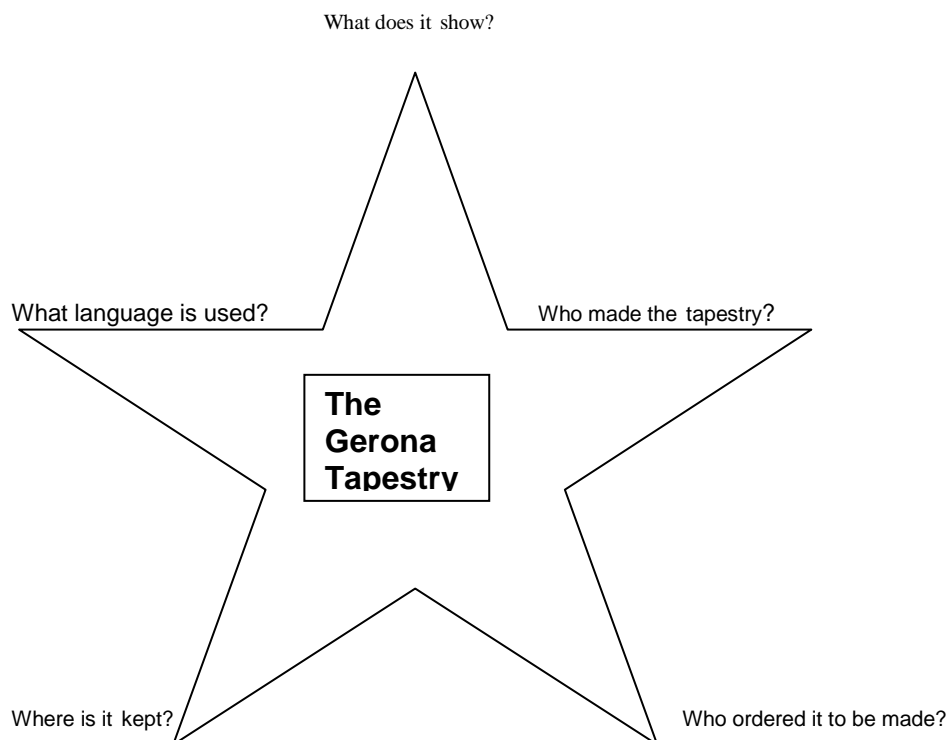 What does it show?
What language is used?
Who made the tapestry?
The
Gerona
Tapestry
Where is it kept?
Who ordered it to be made?